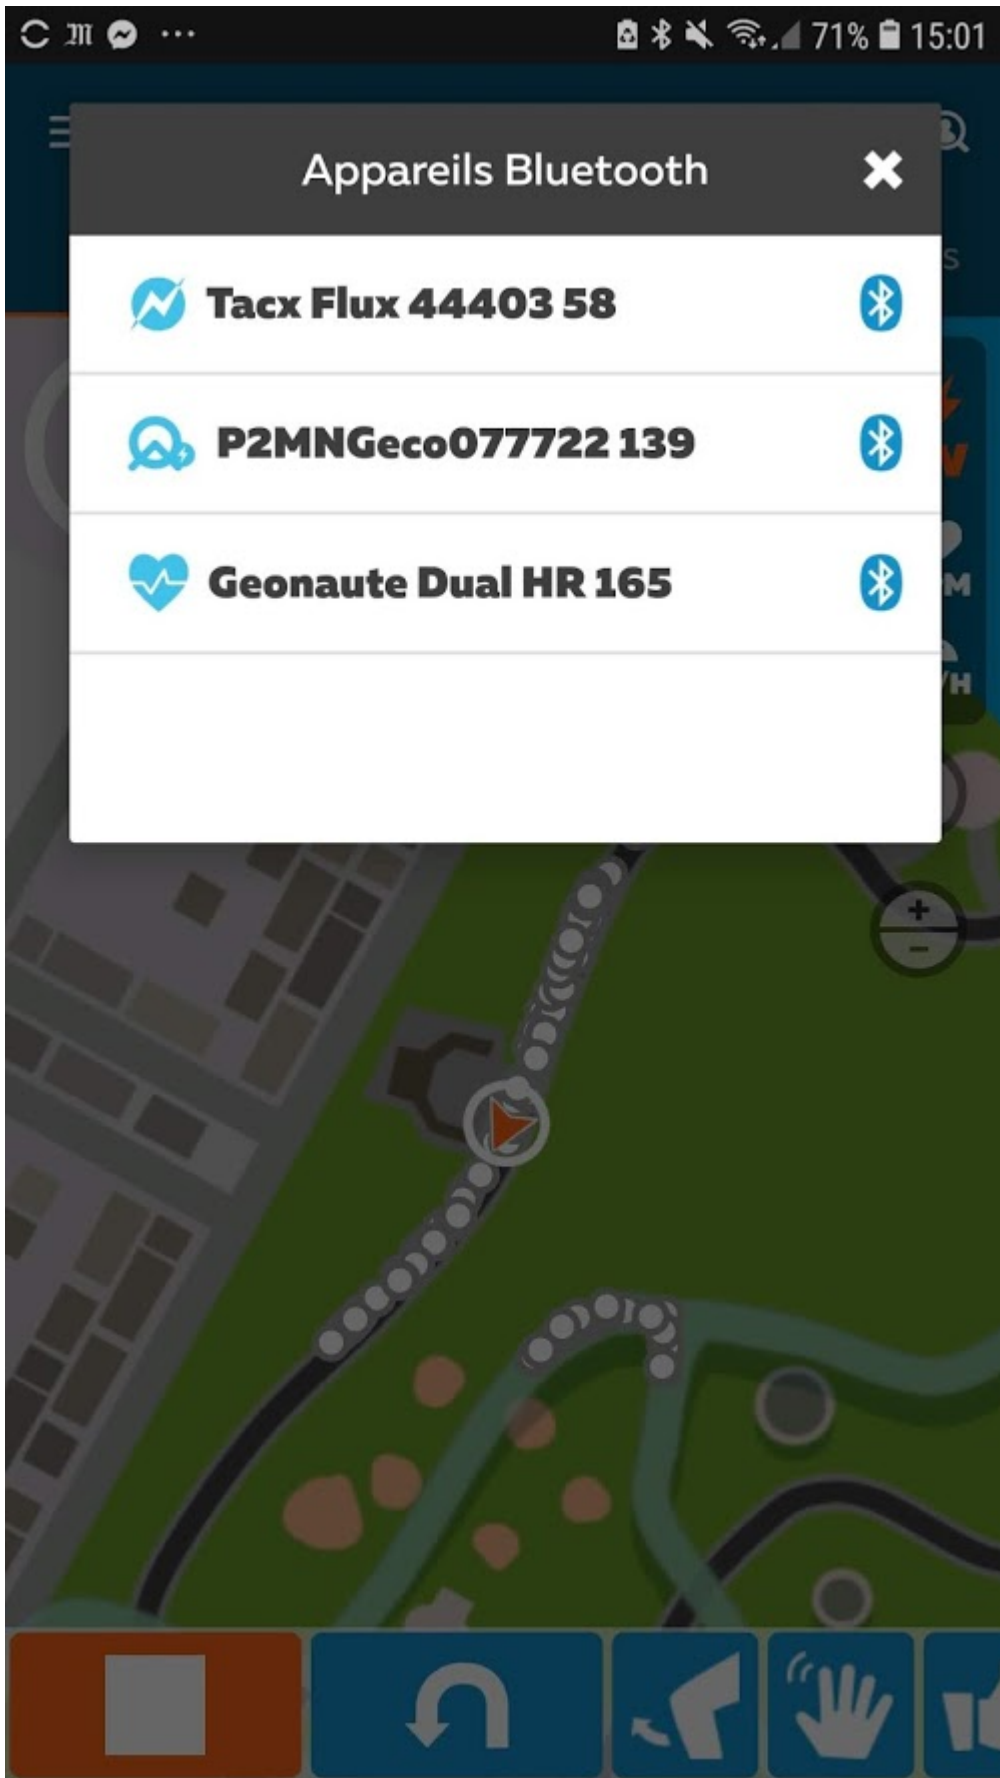 71% 15:01
Appareils Bluetooth
S
Tacx Flux 44403 58
P2MNGeco077722 139
Geonaute Dual HR 165
M
/H